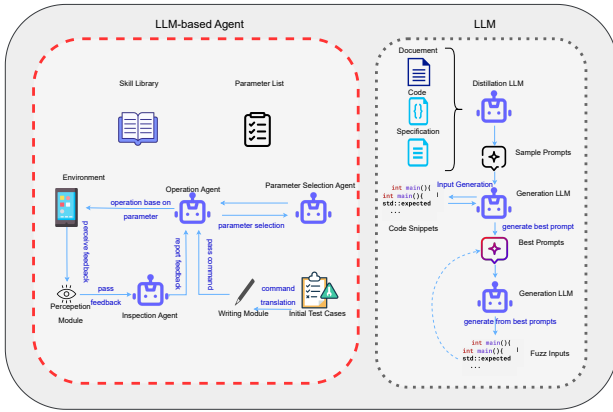 LLM-based Agent
Skill Library
Parameter List
Environment
Operation Agent
Parameter Selection Agent
operation base on
parameter
parameter selection
perceive feedback
report feedback
pass command
pass
feedback
command
translation
Percepetion
Module
Inspection Agent
Writing Module
Initial Test Cases
LLM
Docuement
Code
{}
Specification
Distillation LLM
Sample Prompts
Input Generation
int main(){
int main(){
std::expected
...
Code Snippets
Generation LLM
generate best prompt
Best Prompts
Generation LLM
generate from best prompts
int main(){
int main(){
std::expected
...
Fuzz Inputs